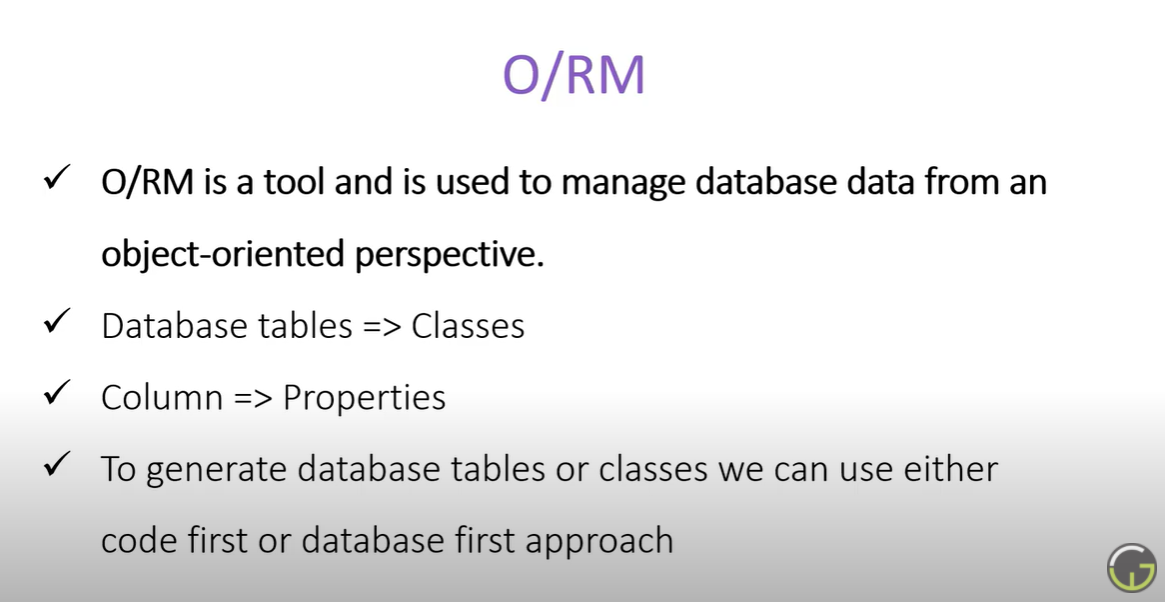 O/RM
✓ O/RM is a tool and is used to manage database data from an
object-oriented perspective.
✓ Database tables => Classes
✓ Column => Properties
✓ To generate database tables or classes we can use either
code first or database first approach